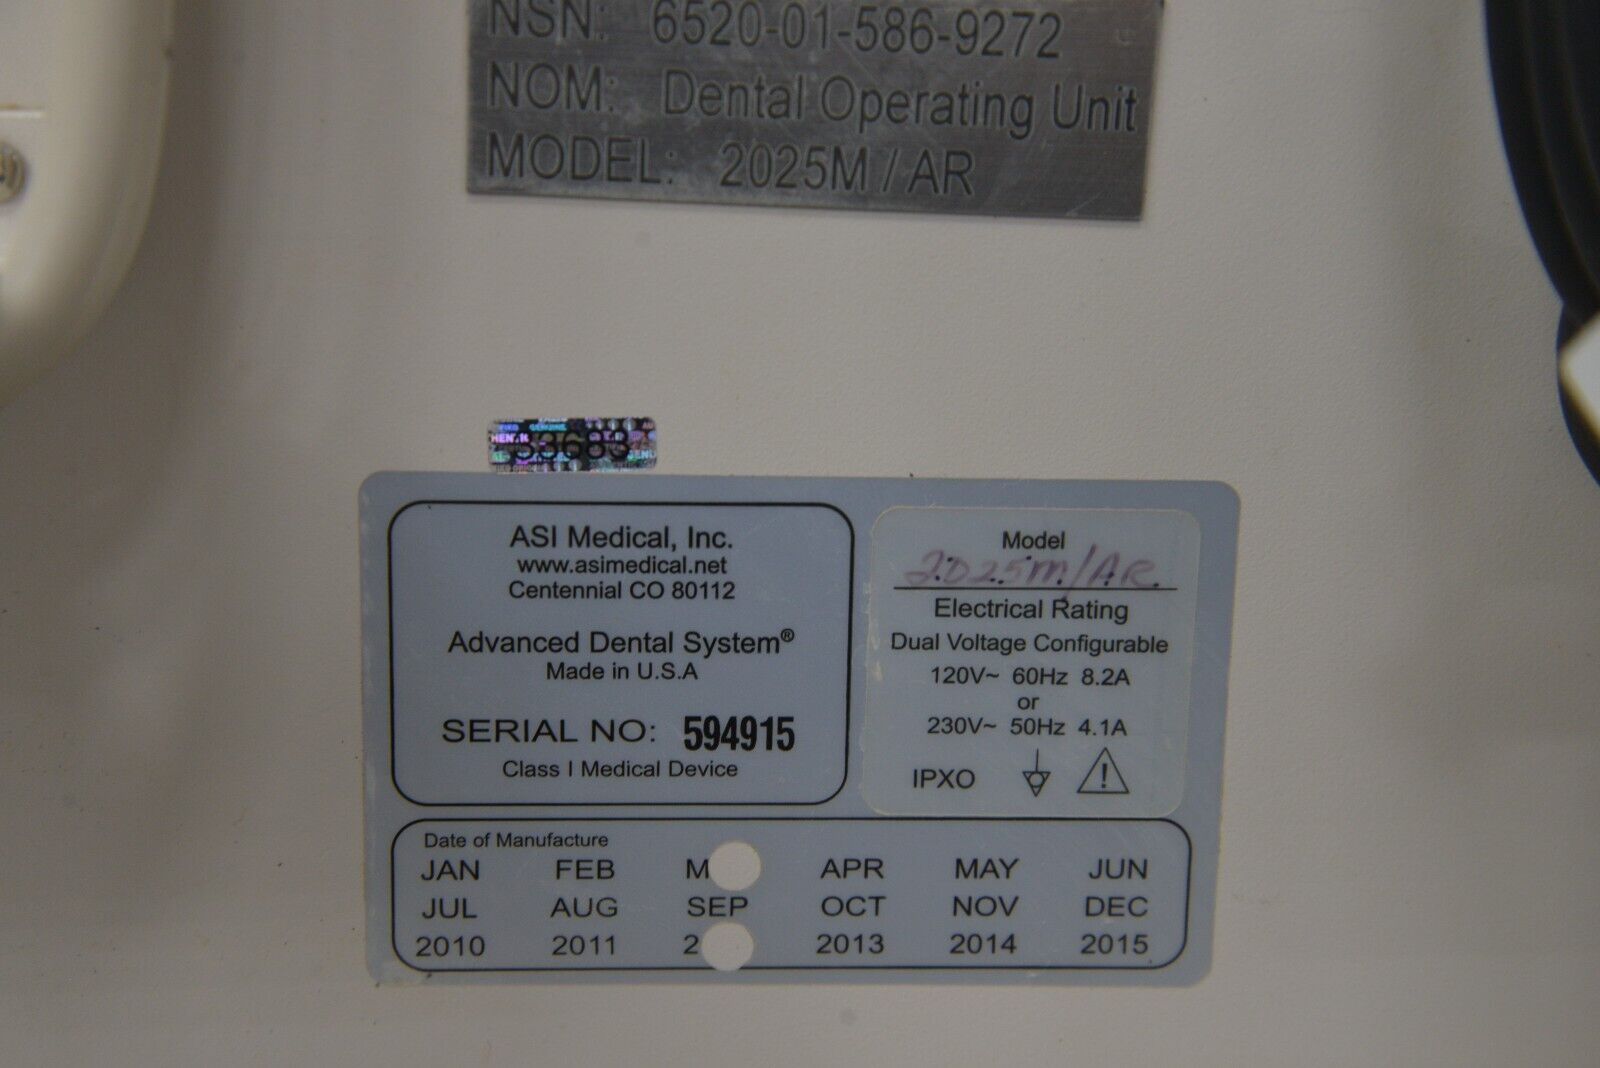 NSN: 6520-01-586-9272
NOM: Dental Operating Unit
MODEL: 2025M / AR
53683
ASI Medical, Inc.
www.asimedical.net
Centennial CO 80112
Advanced Dental System®
Made in U.S.A
SERIAL NO: 594915
Class I Medical Device
Model
2025M/AR
Electrical Rating
Dual Voltage Configurable
120V~ 60Hz 8.2A
or
230V~ 50Hz 4.1A
IPXO
Date of Manufacture
JAN FEB M APR MAY JUN
JUL AUG SEP OCT NOV DEC
2010 2011 2 2013 2014 2015